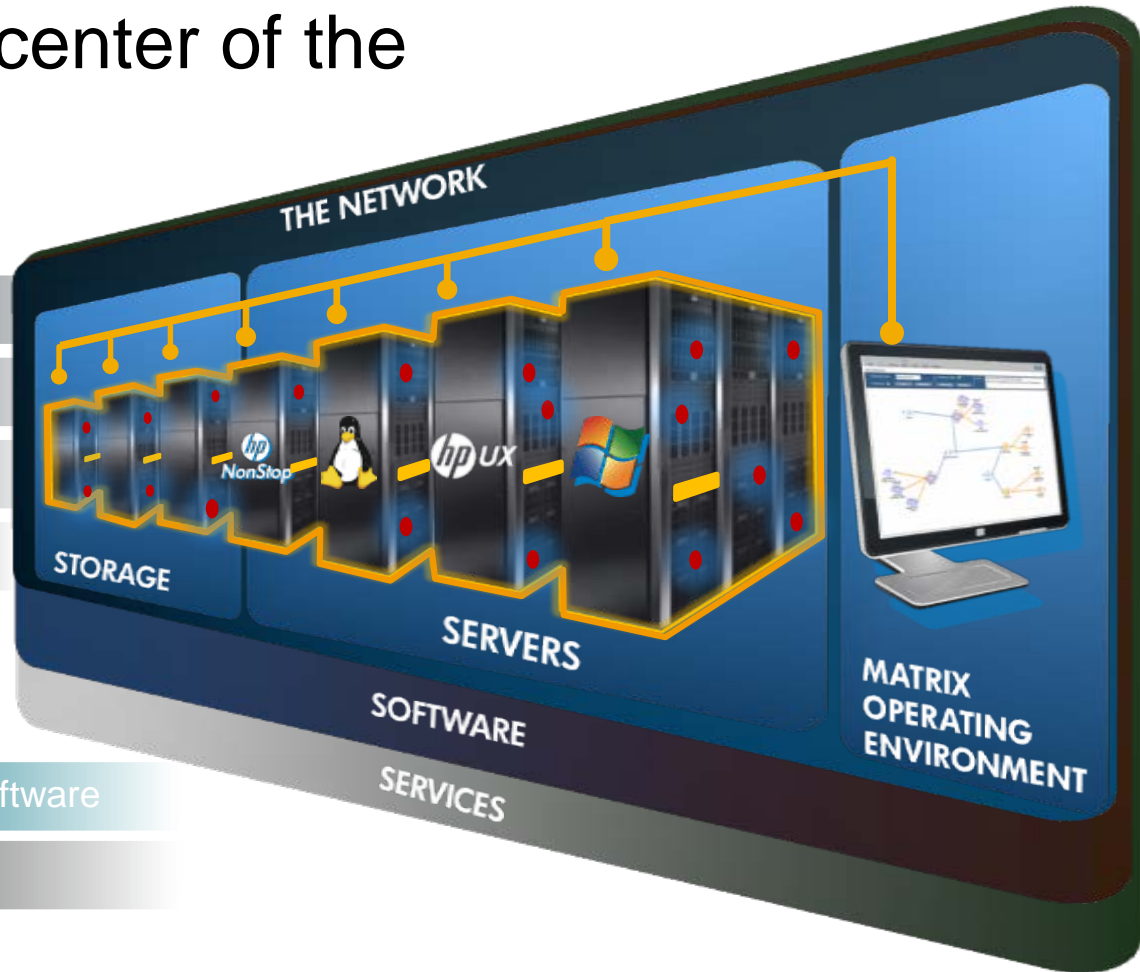 center of the
THE NETWORK
hp
NonStop
hp UX
STORAGE
SERVERS
MATRIX
OPERATING
ENVIRONMENT
SOFTWARE
ftware
SERVICES